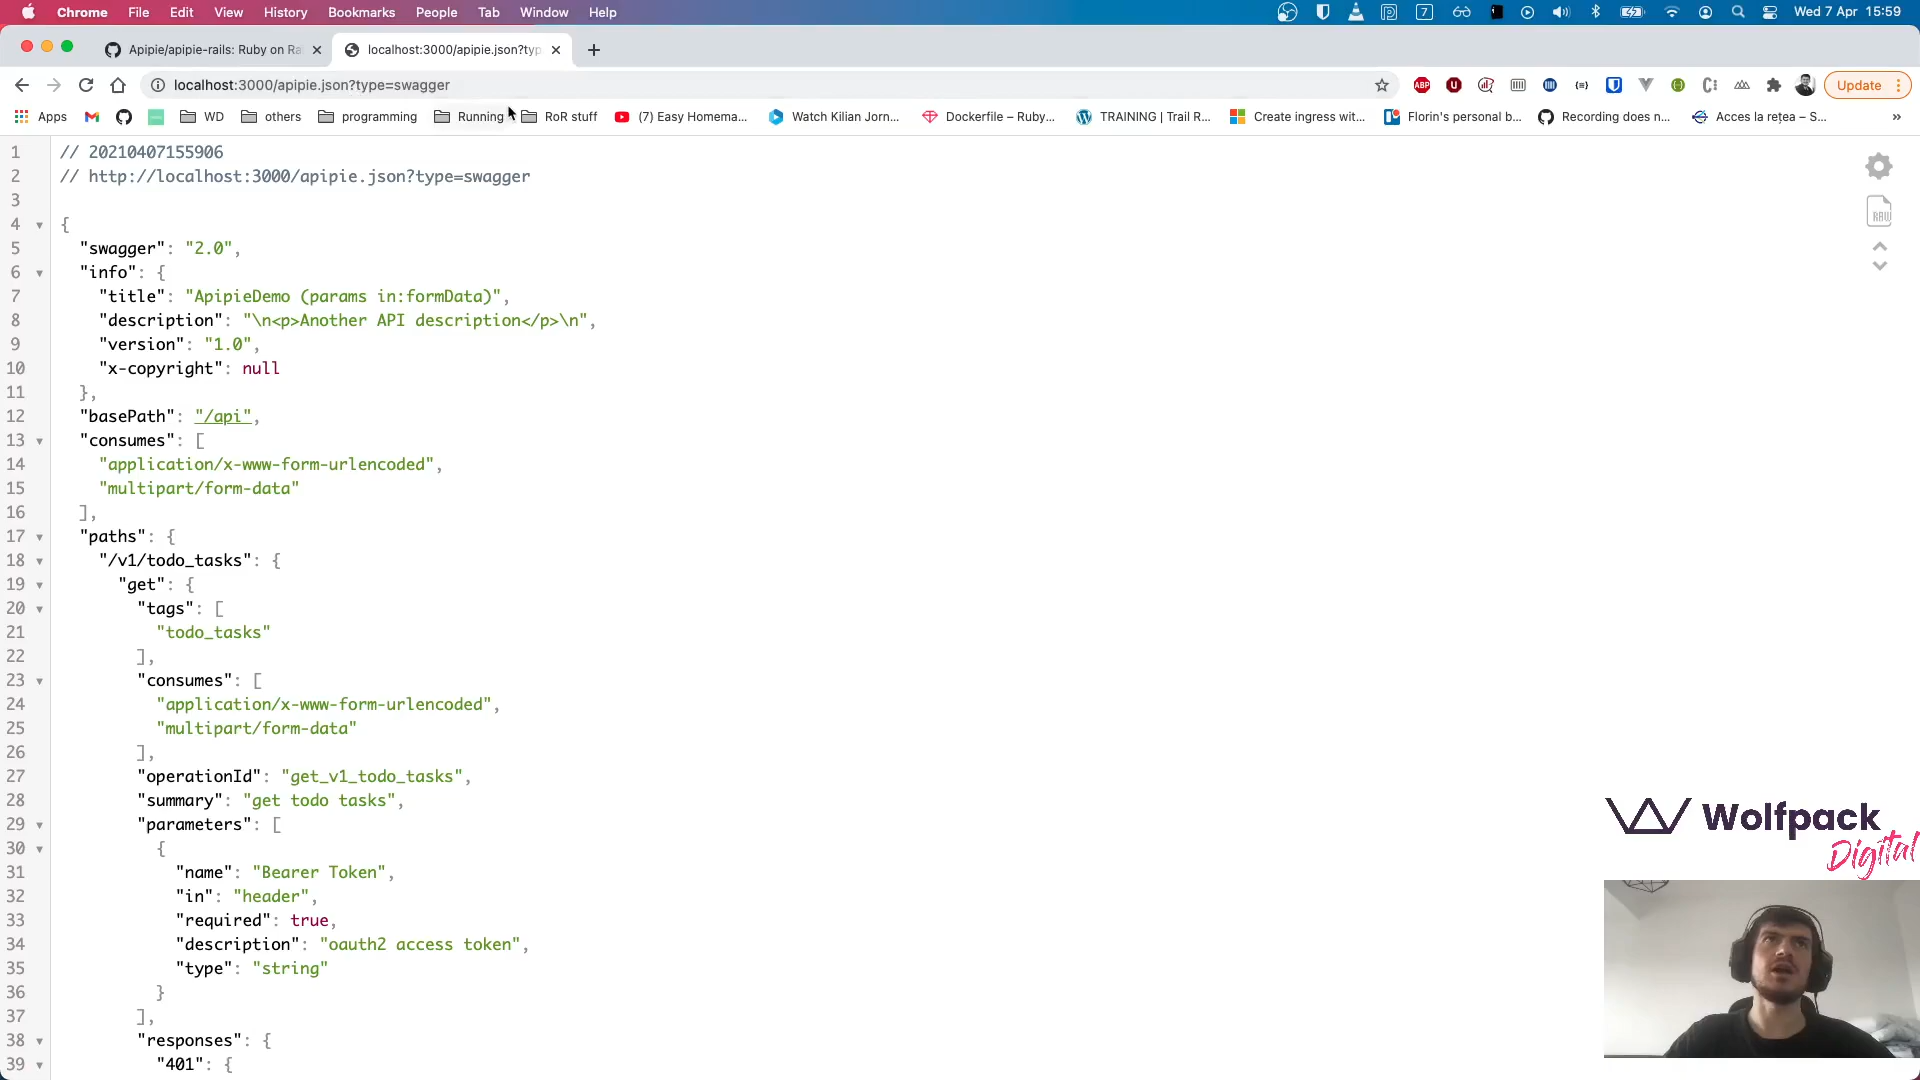 Chrome File Edit View History Bookmarks People Tab Window Help
7
Wed 7 Apr 15:59
Apipie/apipie-rails: Ruby on Ra
localhost:3000/apipie.json?typ
localhost:3000/apipie.json?type=swagger
ABP
Update
Apps
WD
others
programming
Running
RoR stuff
(7) Easy Homema...
Watch Kilian Jorn...
Dockerfile – Ruby...
TRAINING | Trail R...
Create ingress wit...
Florin's personal b...
Recording does n...
Acces la rețea – S...
»
1 // 20210407155906
2 // http://localhost:3000/apipie.json?type=swagger
3
4 {
5 "swagger": "2.0",
6 "info": {
7 "title": "ApipieDemo (params in:formData)",
8 "description": "\n<p>Another API description</p>\n",
9 "version": "1.0",
10 "x-copyright": null
11 },
12 "basePath": "/api",
13 "consumes": [
14 "application/x-www-form-urlencoded",
15 "multipart/form-data"
16 ],
17 "paths": {
18 "/v1/todo_tasks": {
19 "get": {
20 "tags": [
21 "todo_tasks"
22 ],
23 "consumes": [
24 "application/x-www-form-urlencoded",
25 "multipart/form-data"
26 ],
27 "operationId": "get_v1_todo_tasks",
28 "summary": "get todo tasks",
29 "parameters": [
30 {
31 "name": "Bearer Token",
32 "in": "header",
33 "required": true,
34 "description": "oauth2 access token",
35 "type": "string"
36 }
37 ],
38 "responses": {
39 "401": {
RAW
Wolfpack
Digital